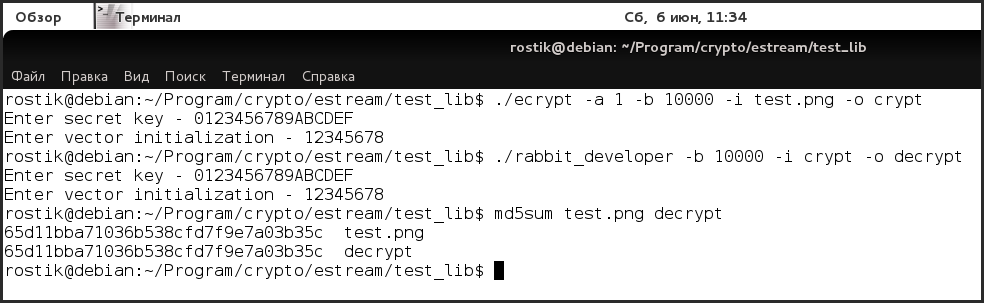 Обзор Терминал Сб, 6 июн, 11:34
rostik@debian: ~/Program/crypto/estream/test_lib
Файл Правка Вид Поиск Терминал Справка
rostik@debian:~/Program/crypto/estream/test_lib$ ./ecrypt -a 1 -b 10000 -i test.png -o crypt
Enter secret key - 0123456789ABCDEF
Enter vector initialization - 12345678
rostik@debian:~/Program/crypto/estream/test_lib$ ./rabbit_developer -b 10000 -i crypt -o decrypt
Enter secret key - 0123456789ABCDEF
Enter vector initialization - 12345678
rostik@debian:~/Program/crypto/estream/test_lib$ md5sum test.png decrypt
65d11bba71036b538cfd7f9e7a03b35c  test.png
65d11bba71036b538cfd7f9e7a03b35c  decrypt
rostik@debian:~/Program/crypto/estream/test_lib$